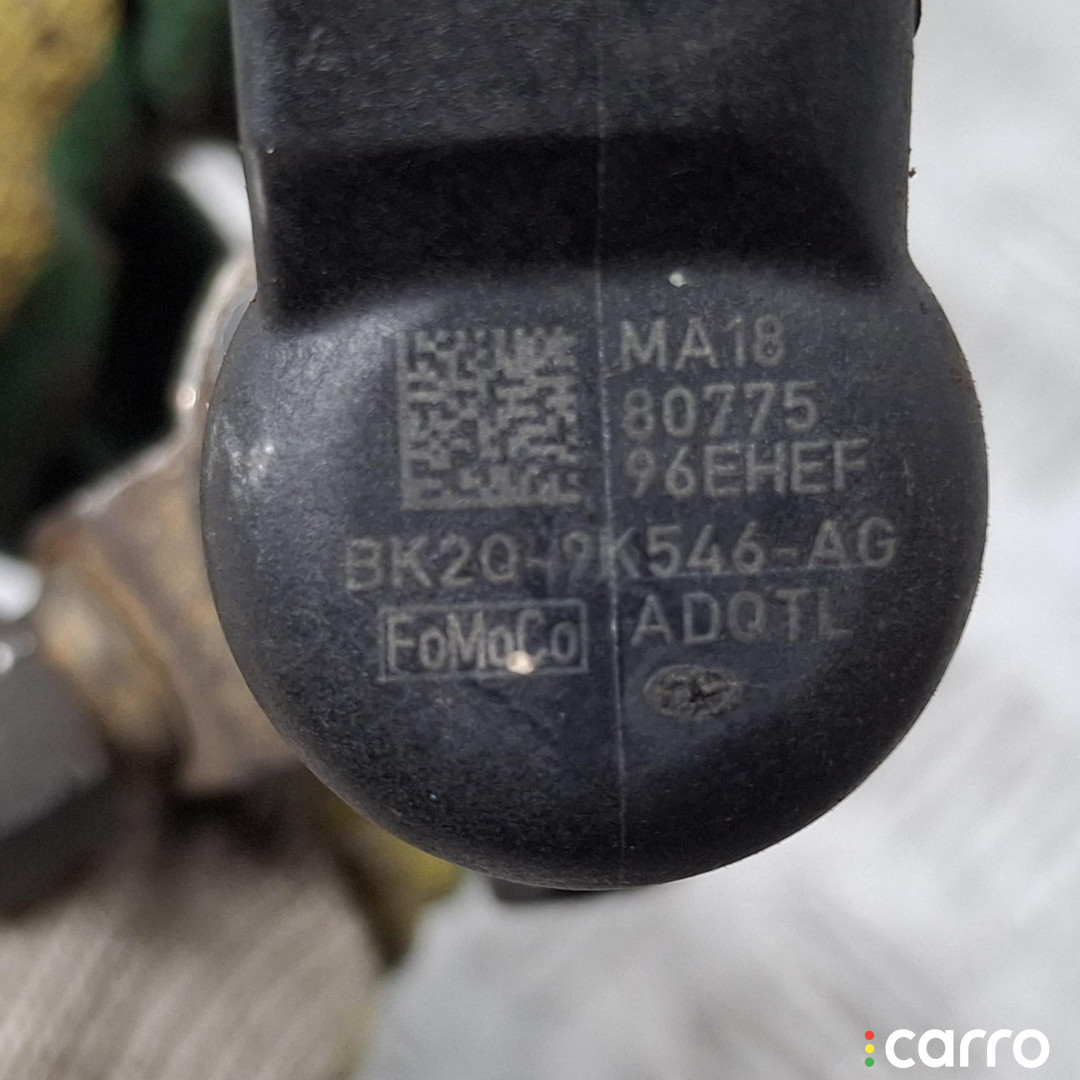 MA18
80775
96EHEF
BK2Q-9K546-AG
FoMoCo ADQTL
carro